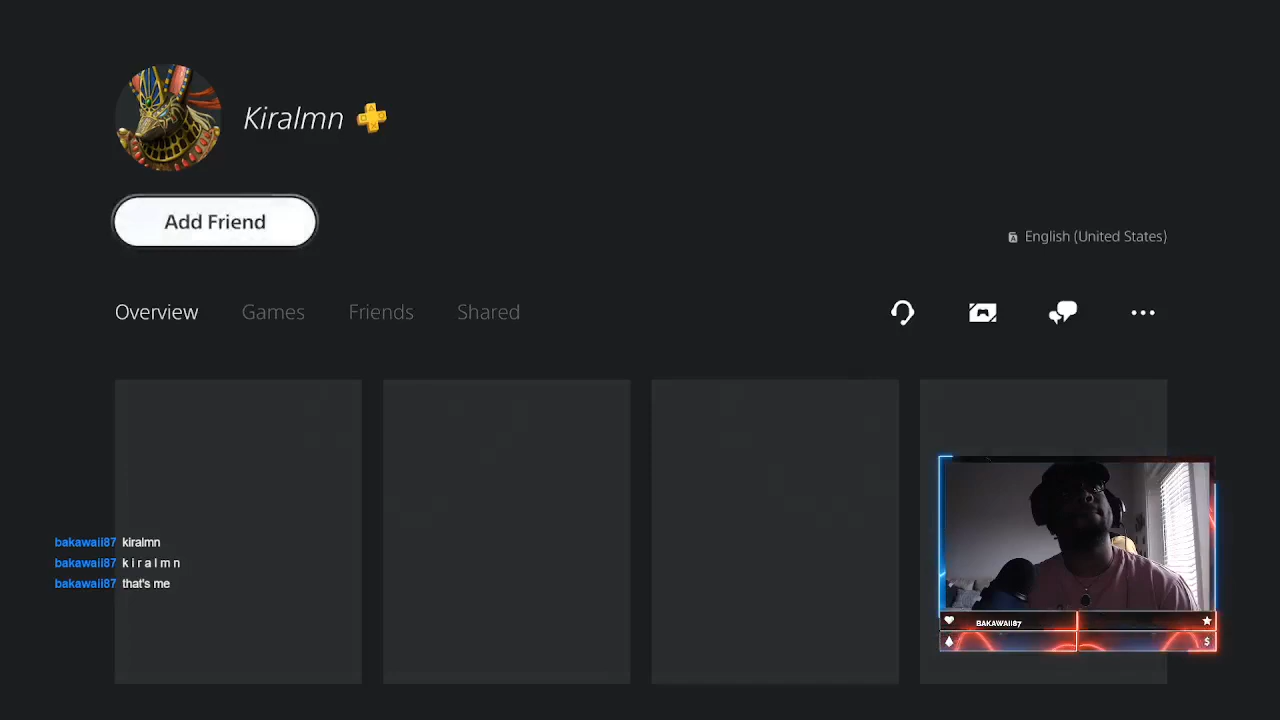 Kiralmn
Add Friend
English (United States)
Overview Games Friends Shared
bakawaii87 kiralmn
bakawaii87 k i r a l m n
bakawaii87 that's me
BAKAWAII87
$